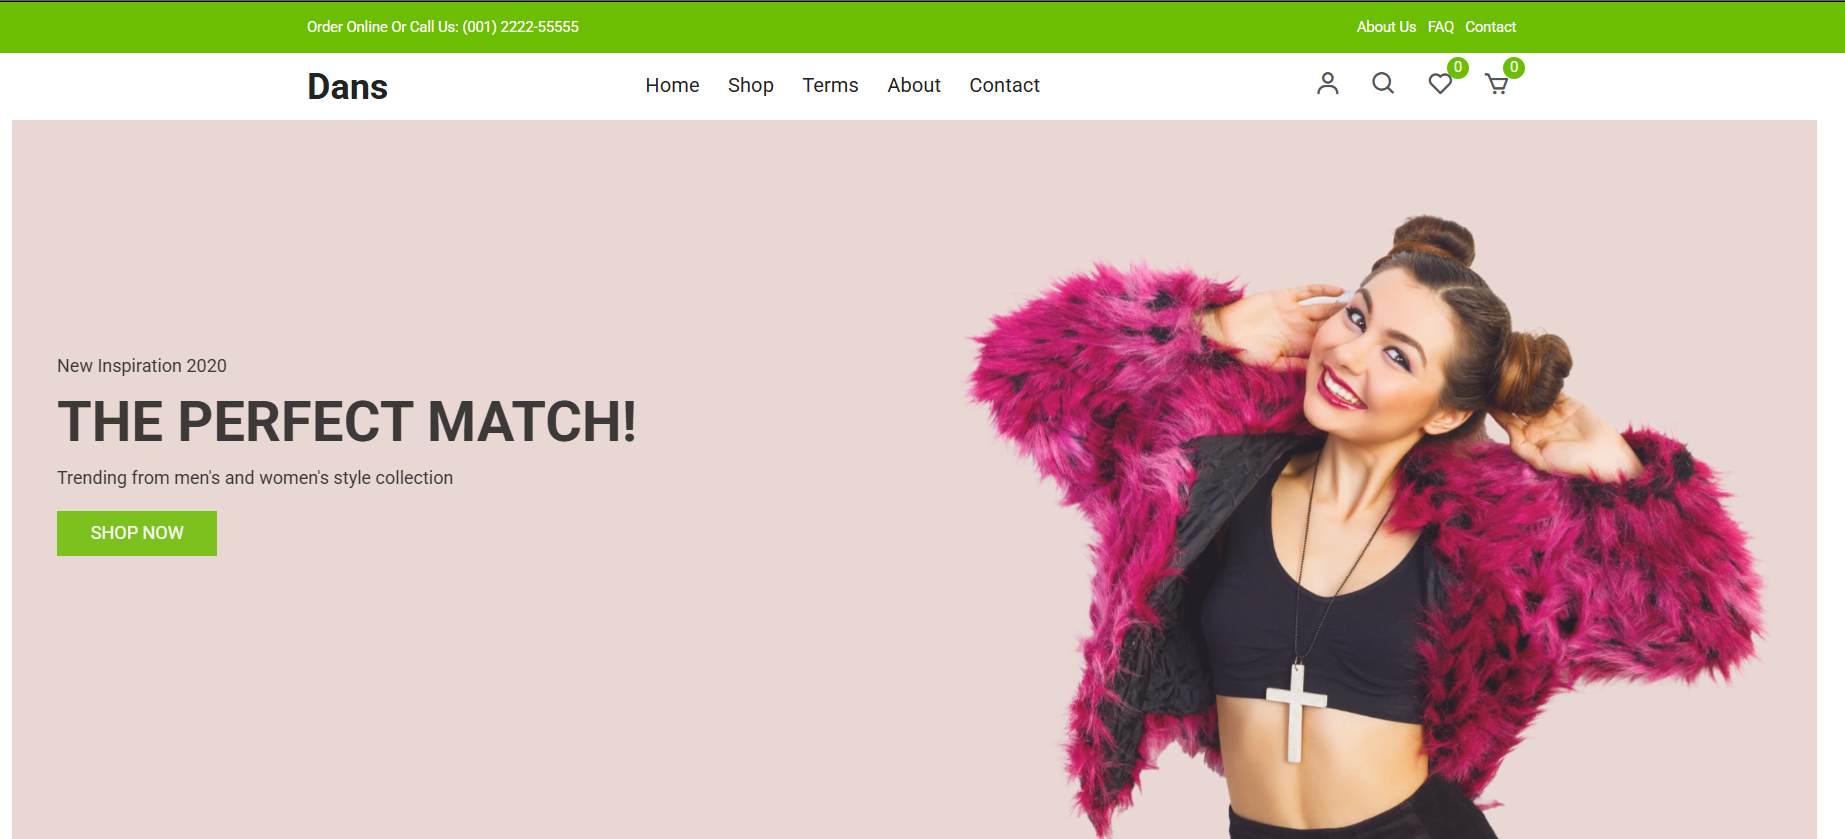 Order Online Or Call Us: (001) 2222-55555
About Us FAQ Contact
Dans
Home Shop Terms About Contact
0 0
New Inspiration 2020
THE PERFECT MATCH!
Trending from men's and women's style collection
SHOP NOW